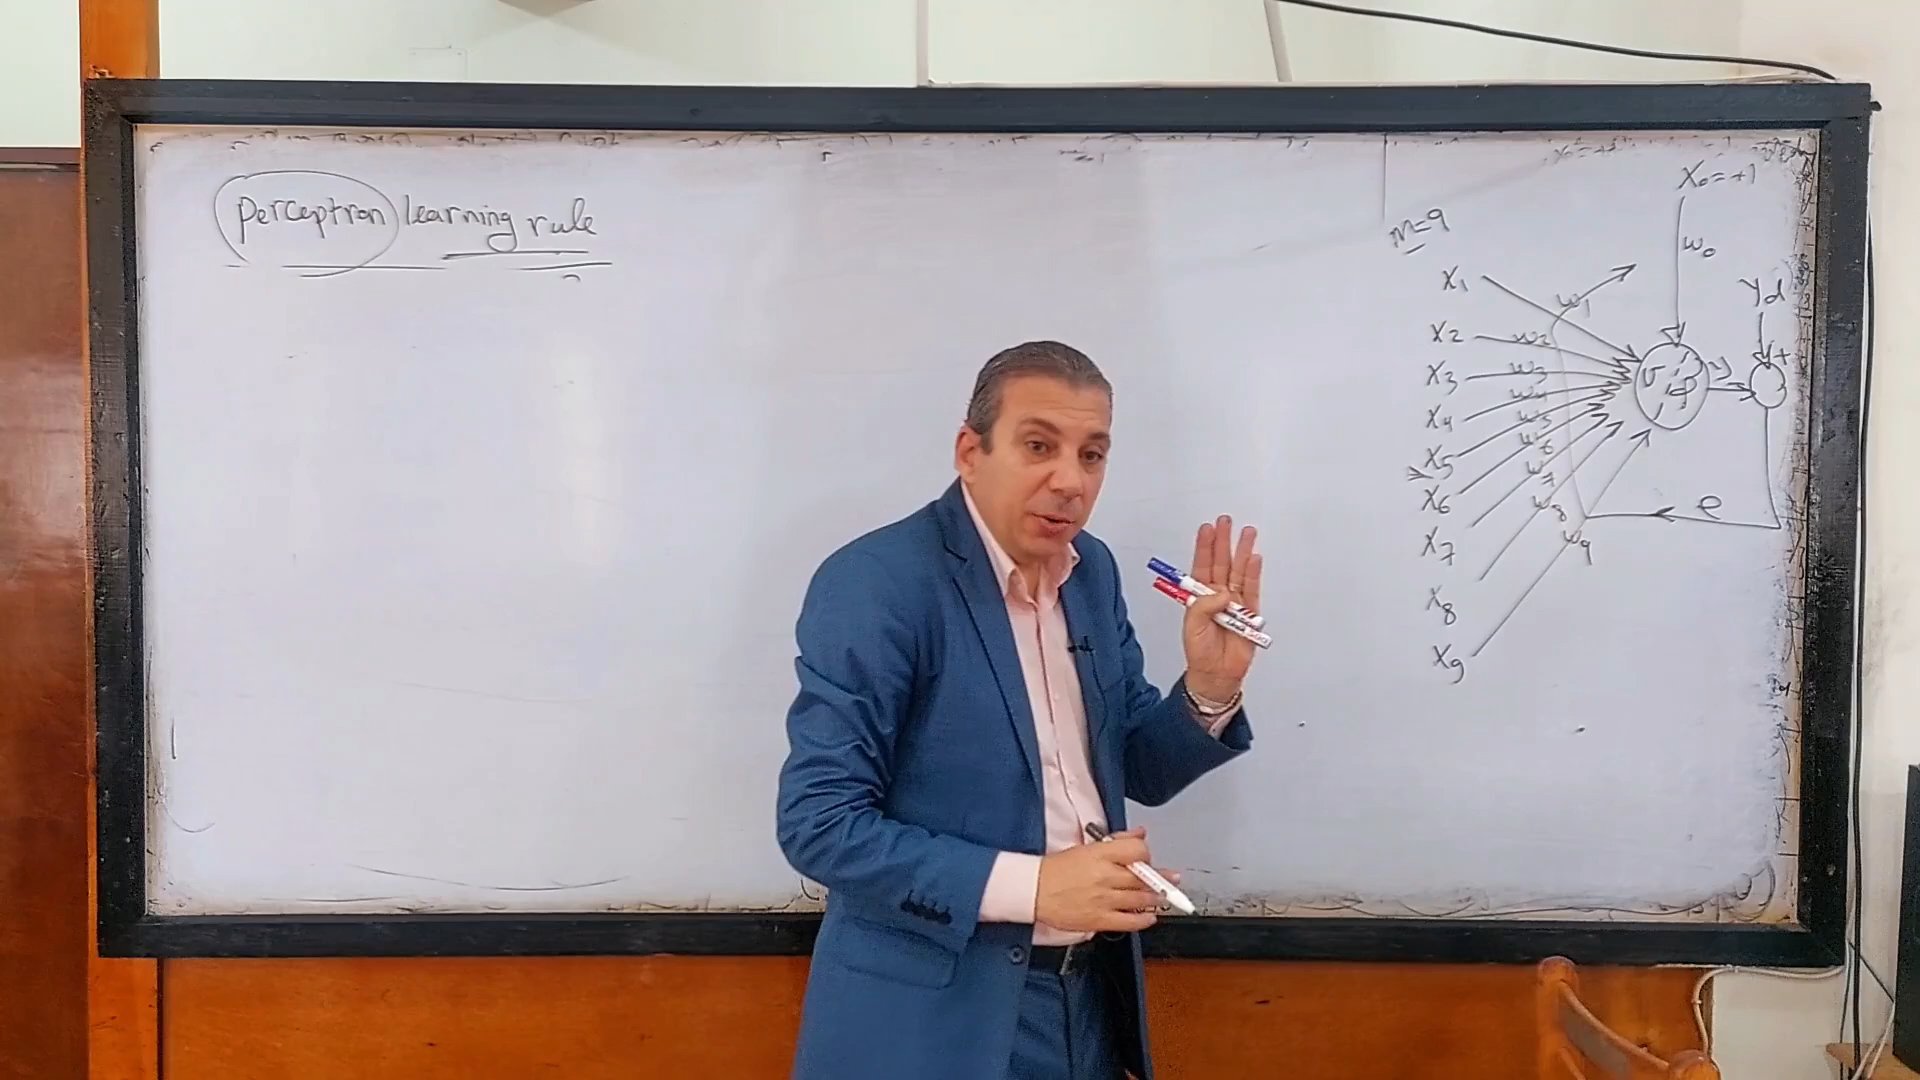 perceptron learning rule
X0=+1
m=9
w0
X1
w1
yd
X2
w2
+
X3
w3
v
φ
y
X4
w4
X5
w5
w6
X6
w7
w8
e
X7
w9
X8
X9